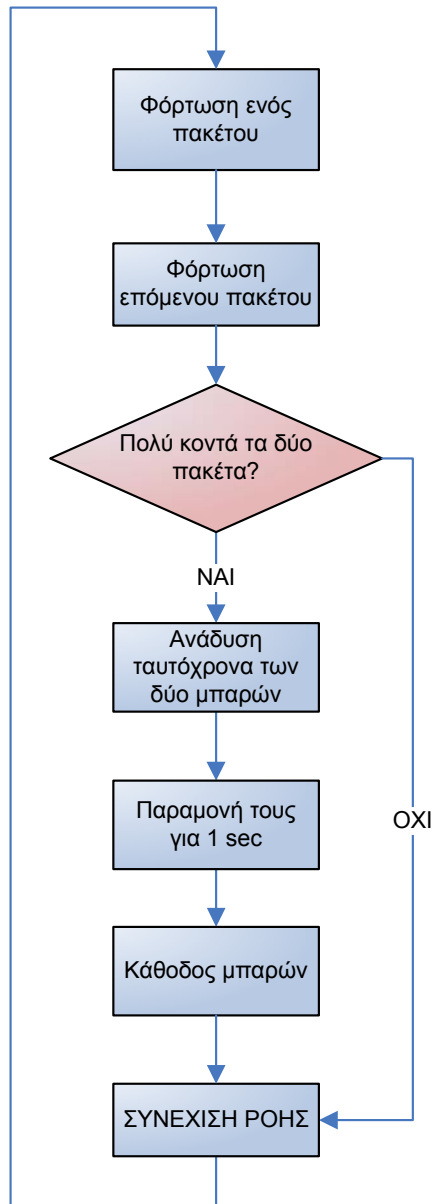 Φόρτωση ενός
πακέτου
Φόρτωση
επόμενου πακέτου
Πολύ κοντά τα δύο
πακέτα?
ΝΑΙ
Ανάδυση
ταυτόχρονα των
δύο μπαρών
Παραμονή τους
για 1 sec
ΟΧΙ
Κάθοδος μπαρών
ΣΥΝΕΧΙΣΗ ΡΟΗΣ